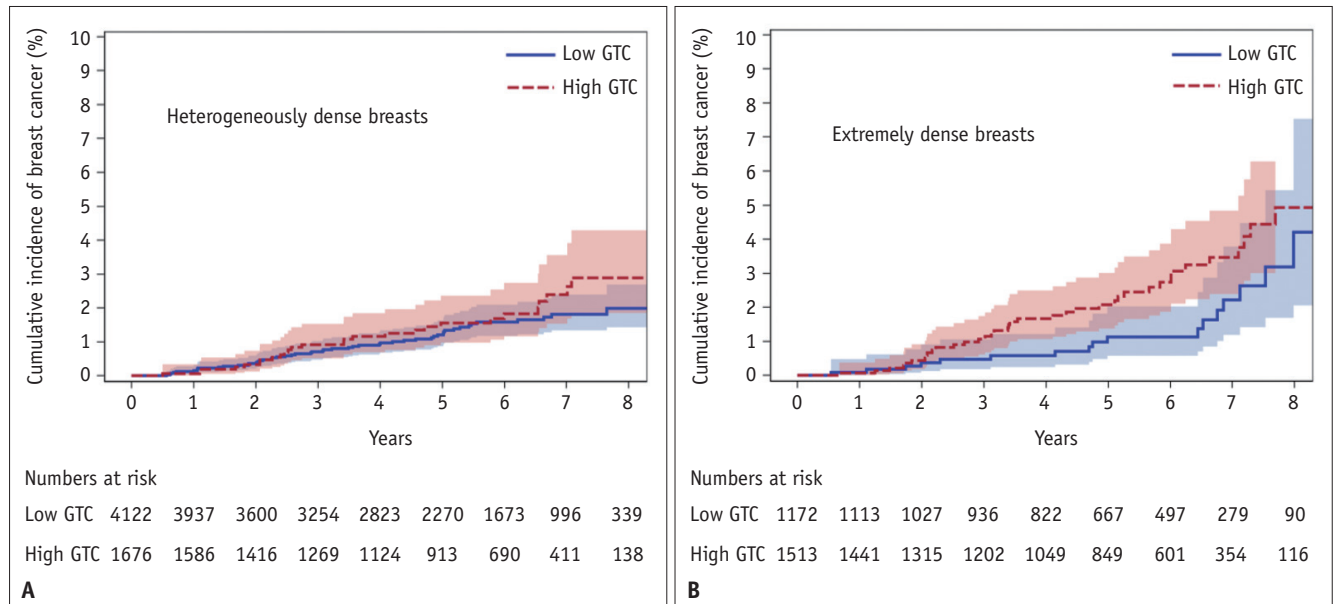 Cumulative incidence of breast cancer (%)
10
9
8
7
6
5
4
3
2
1
0
Low GTC
High GTC
Heterogeneously dense breasts
0 1 2 3 4 5 6 7 8
Years
Numbers at risk
Low GTC 4122 3937 3600 3254 2823 2270 1673 996 339
High GTC 1676 1586 1416 1269 1124 913 690 411 138
A
Cumulative incidence of breast cancer (%)
10
9
8
7
6
5
4
3
2
1
0
Low GTC
High GTC
Extremely dense breasts
0 1 2 3 4 5 6 7 8
Years
Numbers at risk
Low GTC 1172 1113 1027 936 822 667 497 279 90
High GTC 1513 1441 1315 1202 1049 849 601 354 116
B